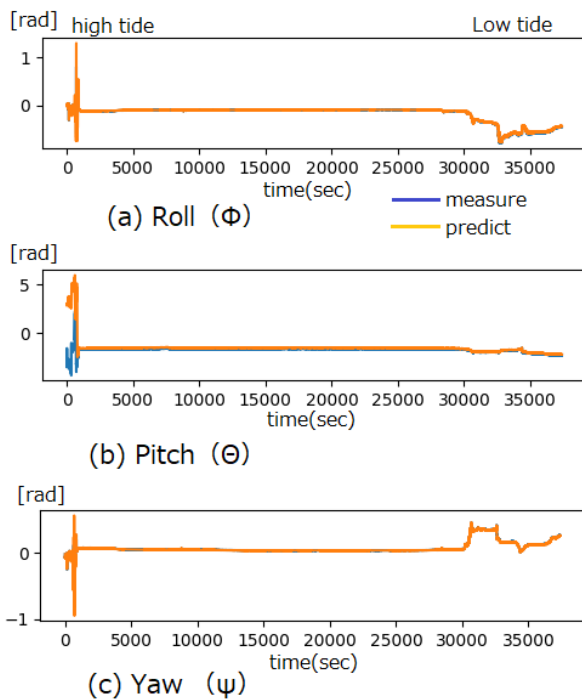 [rad]
high tide
Low tide
1
0
0 5000 10000 15000 20000 25000 30000 35000
time(sec)
measure
(a) Roll（Φ）
predict
[rad]
5
0
0 5000 10000 15000 20000 25000 30000 35000
time(sec)
(b) Pitch（Θ）
[rad]
0
−1
0 5000 10000 15000 20000 25000 30000 35000
time(sec)
(c) Yaw （ψ）